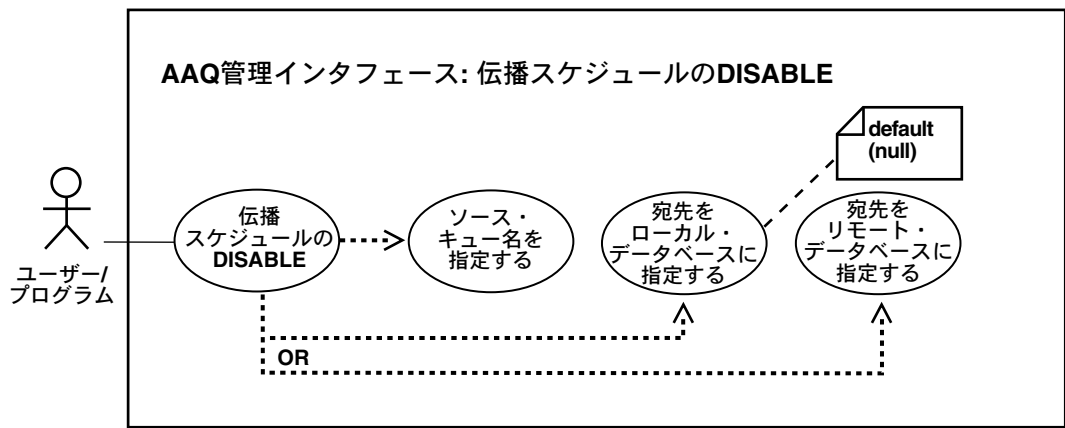 AAQ管理インタフェース: 伝播スケジュールのDISABLE
default
(null)
伝播
スケジュールの
DISABLE
ソース・
キュー名を
指定する
宛先を
ローカル・
データベースに
指定する
宛先を
リモート・
データベースに
指定する
ユーザー/
プログラム
OR